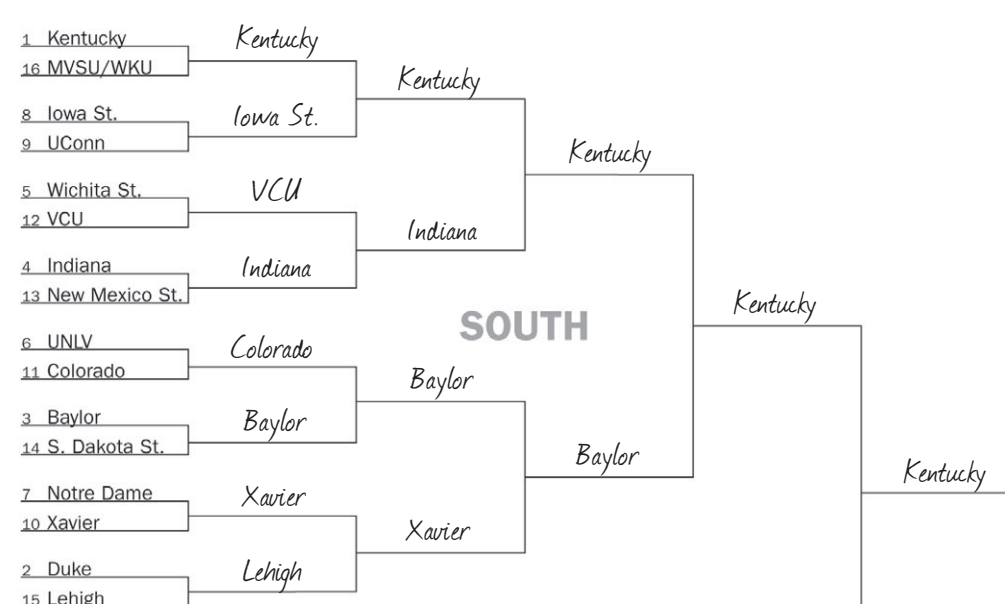 1 Kentucky
16 MVSU/WKU
Kentucky
Kentucky
8 Iowa St.
9 UConn
Iowa St.
Kentucky
5 Wichita St.
12 VCU
VCU
Indiana
4 Indiana
13 New Mexico St.
Indiana
Kentucky
SOUTH
6 UNLV
11 Colorado
Colorado
Baylor
3 Baylor
14 S. Dakota St.
Baylor
Baylor
7 Notre Dame
10 Xavier
Xavier
Kentucky
Xavier
2 Duke
15 Lehigh
Lehigh